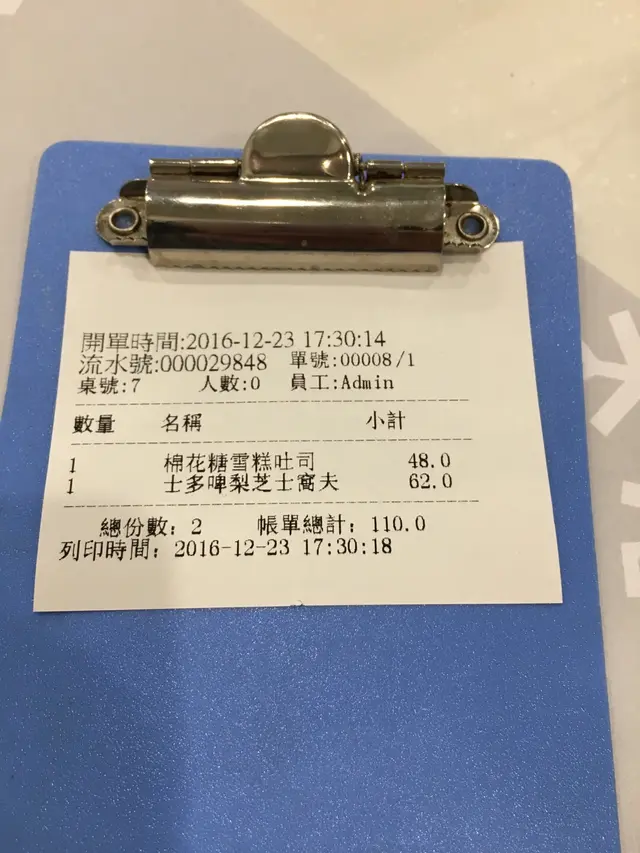 開單時間:2016-12-23 17:30:14
流水號:000029848 單號:00008/1
桌號:7 人數:0 員工:Admin
數量 名稱 小計
1 棉花糖雪糕吐司 48.0
1 士多啤梨芝士窩夫 62.0
總份數: 2 帳單總計: 110.0
列印時間: 2016-12-23 17:30:18